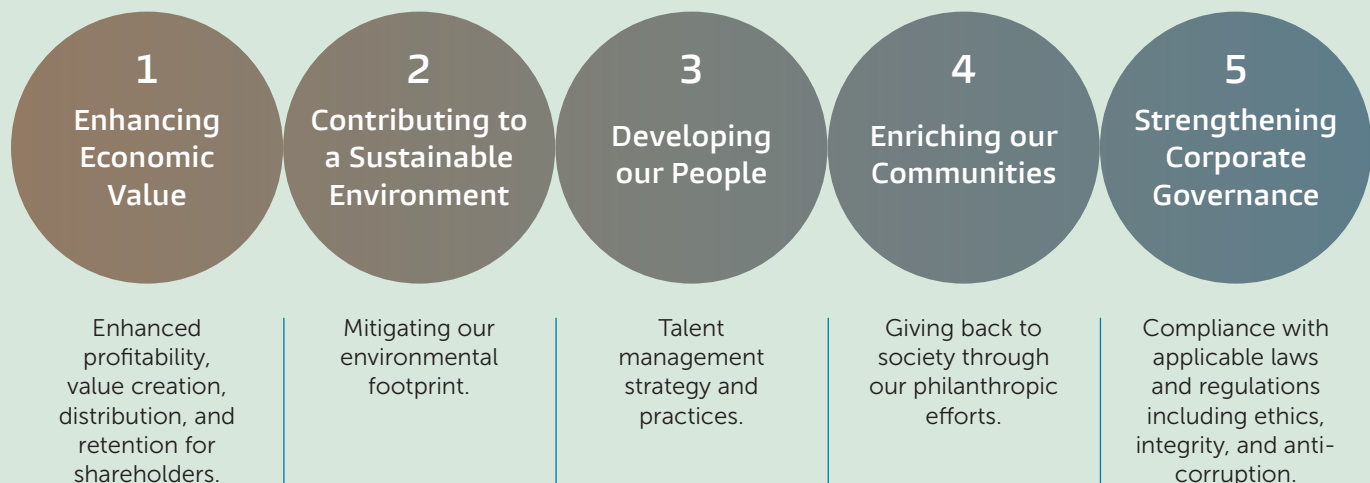 1
Enhancing
Economic
Value
2
Contributing to
a Sustainable
Environment
3
Developing
our People
4
Enriching our
Communities
5
Strengthening
Corporate
Governance
Enhanced
profitability,
value creation,
distribution, and
retention for
shareholders.
Mitigating our
environmental
footprint.
Talent
management
strategy and
practices.
Giving back to
society through
our philanthropic
efforts.
Compliance with
applicable laws
and regulations
including ethics,
integrity, and anti-
corruption.